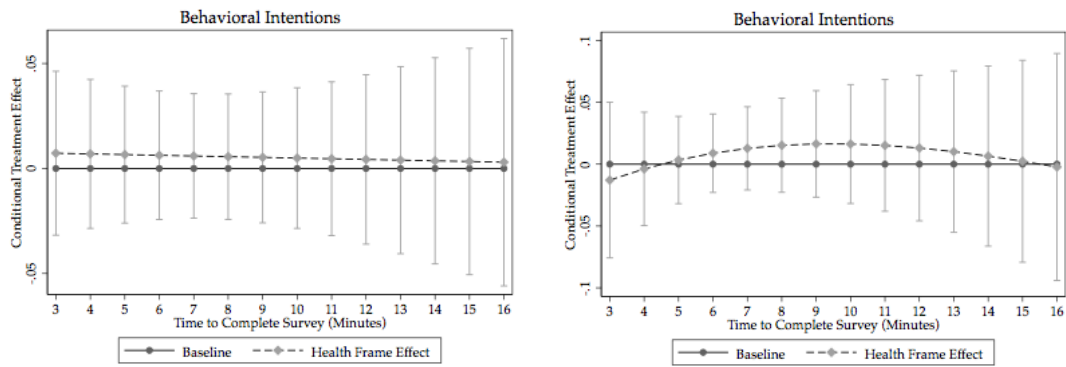 Behavioral Intentions
Conditional Treatment Effect
.05
0
-.05
3 4 5 6 7 8 9 10 11 12 13 14 15 16
Time to Complete Survey (Minutes)
Baseline Health Frame Effect
Behavioral Intentions
Conditional Treatment Effect
.1
.05
0
-.05
-.1
3 4 5 6 7 8 9 10 11 12 13 14 15 16
Time to Complete Survey (Minutes)
Baseline Health Frame Effect